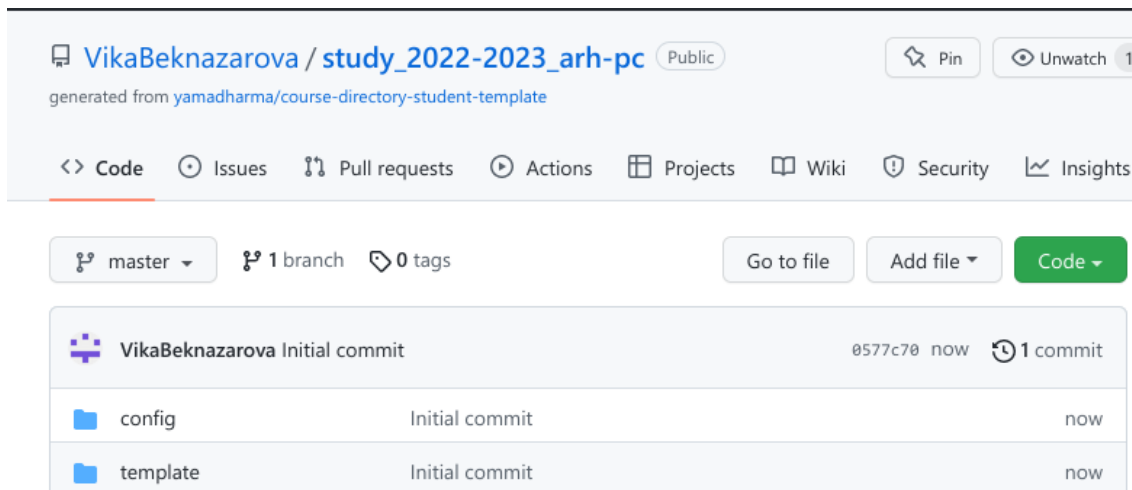 VikaBeknazarova / study_2022-2023_arh-pc Public Pin Unwatch 1
generated from yamadharma/course-directory-student-template
Code Issues Pull requests Actions Projects Wiki Security Insights
master 1 branch 0 tags Go to file Add file Code
VikaBeknazarova Initial commit 0577c70 now 1 commit
config Initial commit now
template Initial commit now